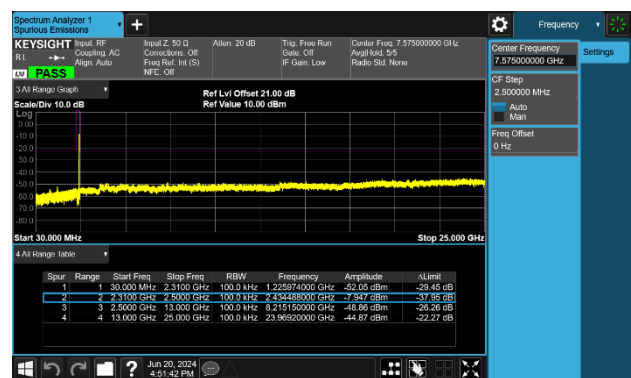 Spectrum Analyzer 1
Spurious Emissions
Frequency
KEYSIGHT Input: RF
Coupling: AC
Align: Auto
RL
LW PASS
Input Z: 50 Ω
Corrections: Off
Freq Ref: Int (S)
NFE: Off
Atten: 20 dB
Trig: Free Run
Gate: Off
IF Gain: Low
Center Freq: 7.575000000 GHz
Avg|Hold: 5/5
Radio Std: None
Center Frequency
7.575000000 GHz
Settings
CF Step
2.500000 MHz
Auto
Man
Freq Offset
0 Hz
3 All Range Graph
Scale/Div 10.0 dB
Ref Lvl Offset 21.00 dB
Ref Value 10.00 dBm
Log
0.00
-10.0
-20.0
-30.0
-40.0
-50.0
-60.0
-70.0
-80.0
Start 30.000 MHz
Stop 25.000 GHz
4 All Range Table
Spur Range Start Freq Stop Freq RBW Frequency Amplitude ΔLimit
1 1 30.000 MHz 2.3100 GHz 100.0 kHz 1.225974000 GHz -52.05 dBm -29.45 dB
2 2 2.3100 GHz 2.5000 GHz 100.0 kHz 2.434488000 GHz -7.947 dBm -37.95 dB
3 3 2.5000 GHz 13.000 GHz 100.0 kHz 8.215150000 GHz -48.86 dBm -26.26 dB
4 4 13.000 GHz 25.000 GHz 100.0 kHz 23.96920000 GHz -44.87 dBm -22.27 dB
Jun 20, 2024
4:51:42 PM